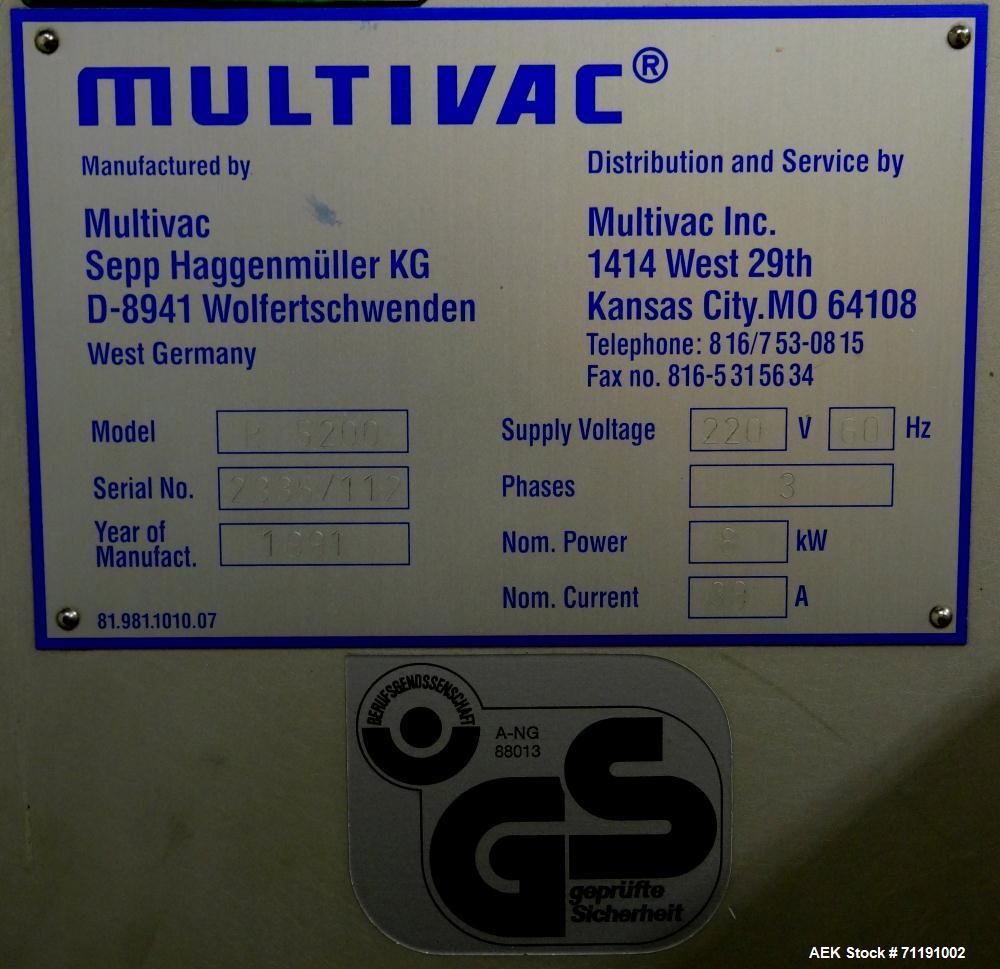 MULTIVAC®
Manufactured by
Multivac
Sepp Haggenmüller KG
D-8941 Wolfertschwenden
West Germany
Distribution and Service by
Multivac Inc.
1414 West 29th
Kansas City.MO 64108
Telephone: 816/753-0815
Fax no. 816-5315634
Model R 5200
Serial No.
Year of
Manufact. 1991
81.981.1010.07
Supply Voltage 220 V 60 Hz
Phases 3
Nom. Power kW
Nom. Current A
BERUFSGENOSSENSCHAFT
A-NG
88013
GS
geprüfte
Sicherheit
AEK Stock # 71191002